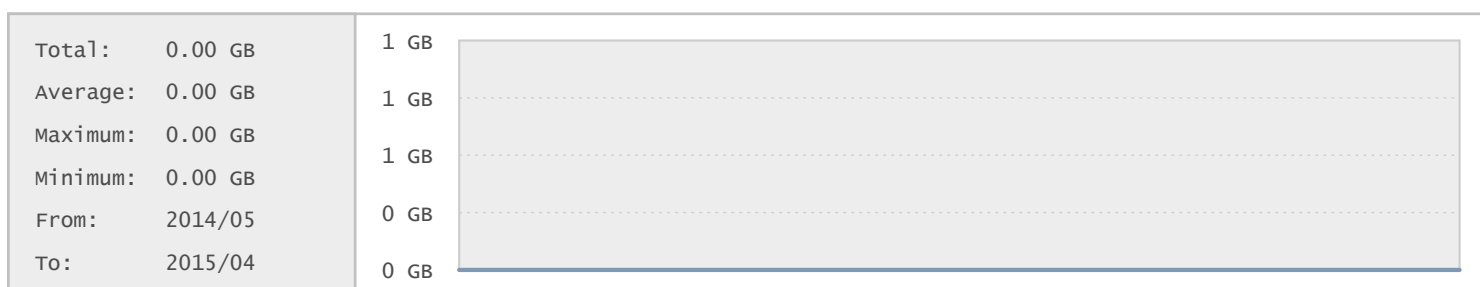 Total: 0.00 GB
Average: 0.00 GB
Maximum: 0.00 GB
Minimum: 0.00 GB
From: 2014/05
To: 2015/04
1 GB
1 GB
1 GB
0 GB
0 GB